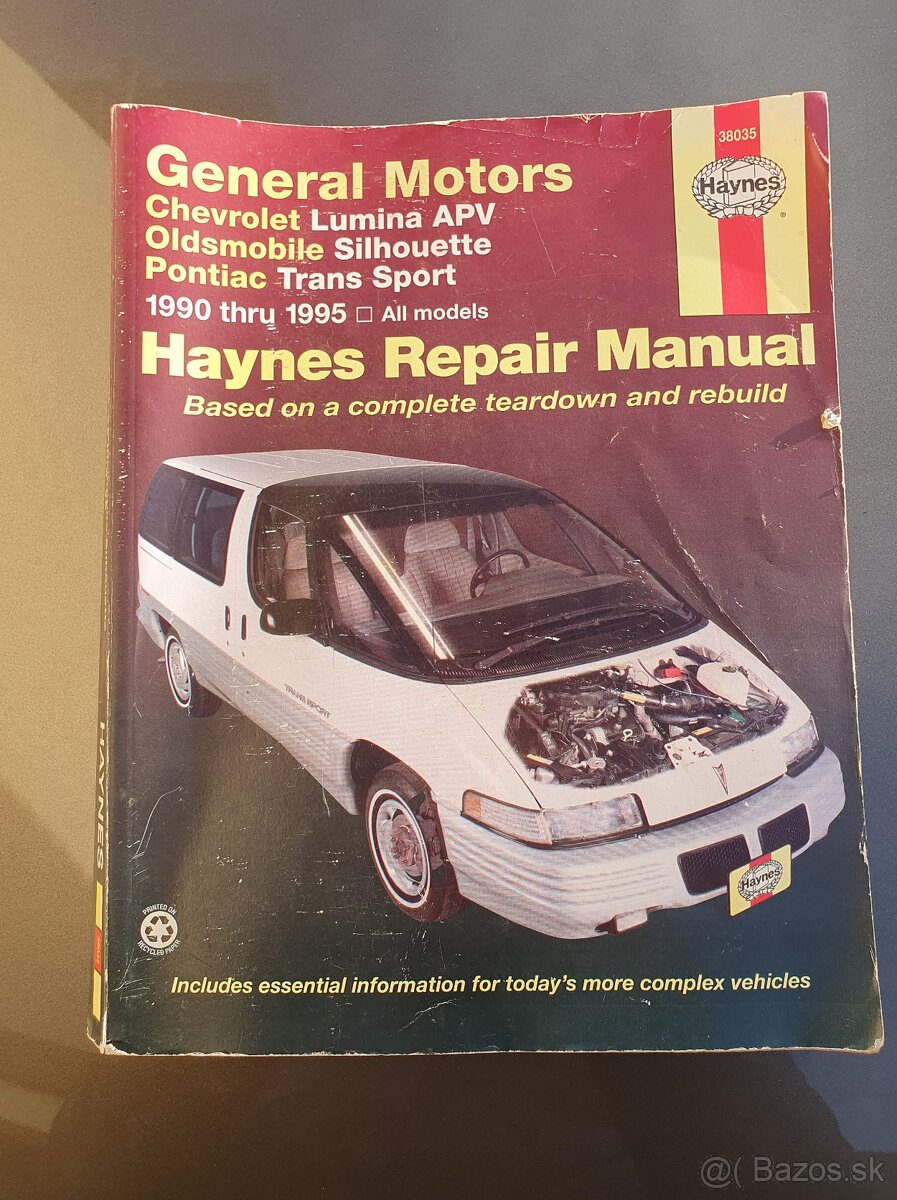 38035
Haynes
®
General Motors
Chevrolet Lumina APV
Oldsmobile Silhouette
Pontiac Trans Sport
1990 thru 1995 □ All models
Haynes Repair Manual
Based on a complete teardown and rebuild
TRANS SPORT
Haynes
HAYNES
PRINTED ON
RECYCLED PAPER
Includes essential information for today's more complex vehicles
@( Bazos.sk